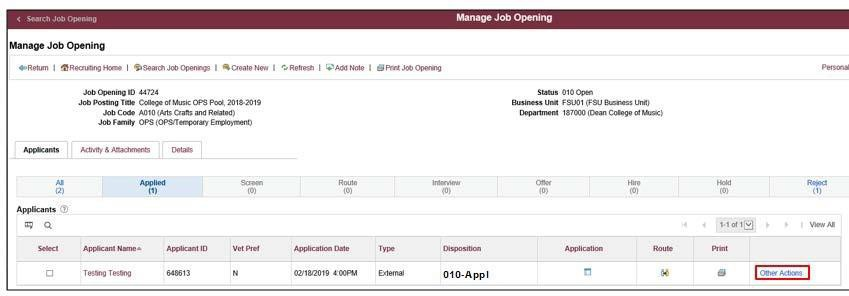 Search Job Opening
Manage Job Opening
Manage Job Opening
Return | Recruiting Home | Search Job Openings | Create New | Refresh | Add Note | Print Job Opening
Personal
Job Opening ID 44724
Status 010 Open
Job Posting Title College of Music OPS Pool, 2018-2019
Business Unit FSU01 (FSU Business Unit)
Job Code A010 (Arts Crafts and Related)
Department 187000 (Dean College of Music)
Job Family OPS (OPS/Temporary Employment)
Applicants Activity & Attachments Details
All Applied Screen Route Interview Offer Hire Hold Reject
(2) (1) (0) (0) (0) (0) (0) (0) (1)
Applicants
1-1 of 1 | View All
Select Applicant Name Applicant ID Vet Pref Application Date Type Disposition Application Route Print
Testing Testing 648613 N 02/18/2019 4:00PM External 010-Appl Other Actions